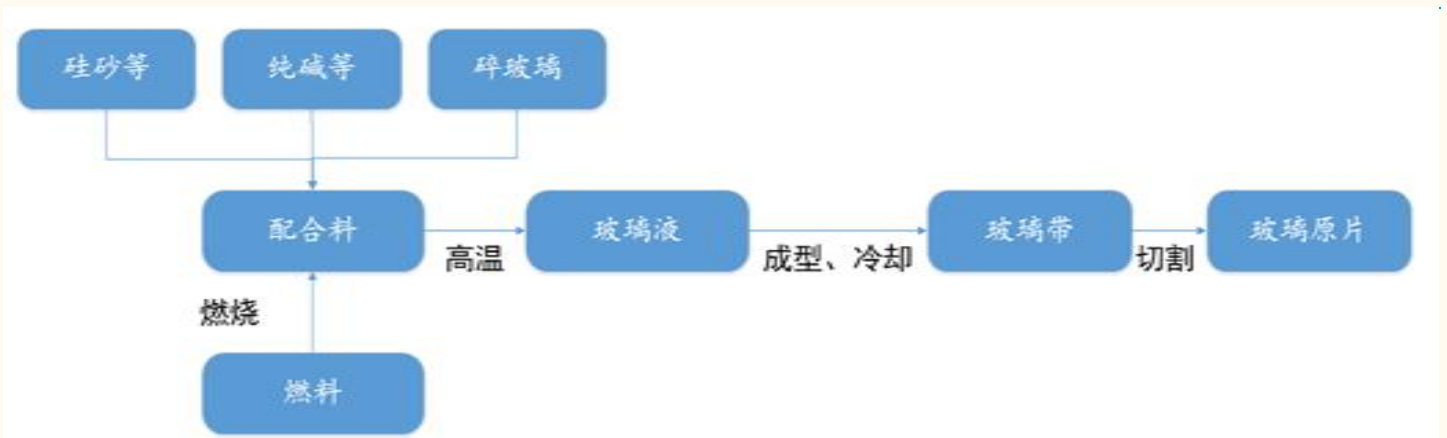 硅砂等
纯碱等
碎玻璃
配合料
高温
玻璃液
成型、冷却
玻璃带
切割
玻璃原片
燃烧
燃料